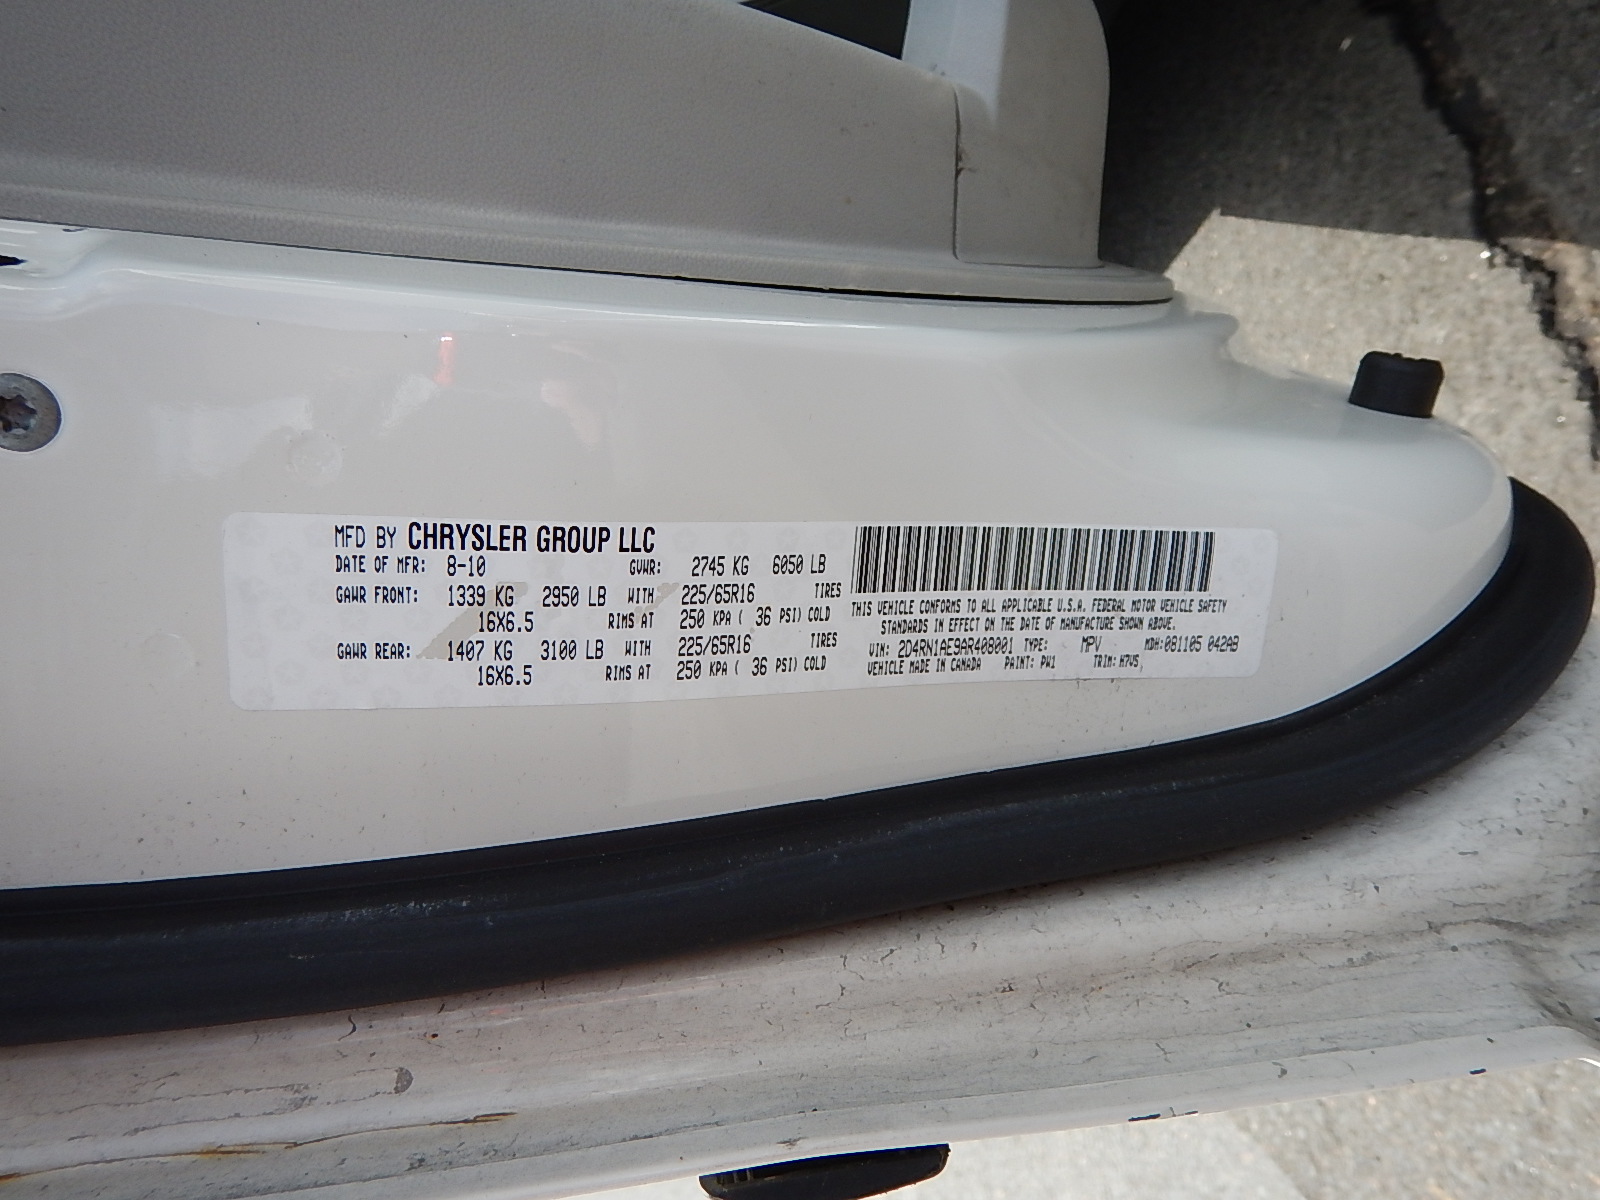 MFD BY CHRYSLER GROUP LLC
DATE OF MFR: 8-10 GVWR: 2745 KG 6050 LB
GAWR FRONT: 1339 KG 2950 LB WITH 225/65R16 TIRES
16X6.5 RIMS AT 250 KPA ( 36 PSI) COLD
GAWR REAR: 1407 KG 3100 LB WITH 225/65R16 TIRES
16X6.5 RIMS AT 250 KPA ( 36 PSI) COLD
THIS VEHICLE CONFORMS TO ALL APPLICABLE U.S.A. FEDERAL MOTOR VEHICLE SAFETY
STANDARDS IN EFFECT ON THE DATE OF MANUFACTURE SHOWN ABOVE.
VIN: 2D4RN1AE9AR408001 TYPE: MPV MDH:081105 042AB
VEHICLE MADE IN CANADA PAINT: PW1 TRIM: H7VS